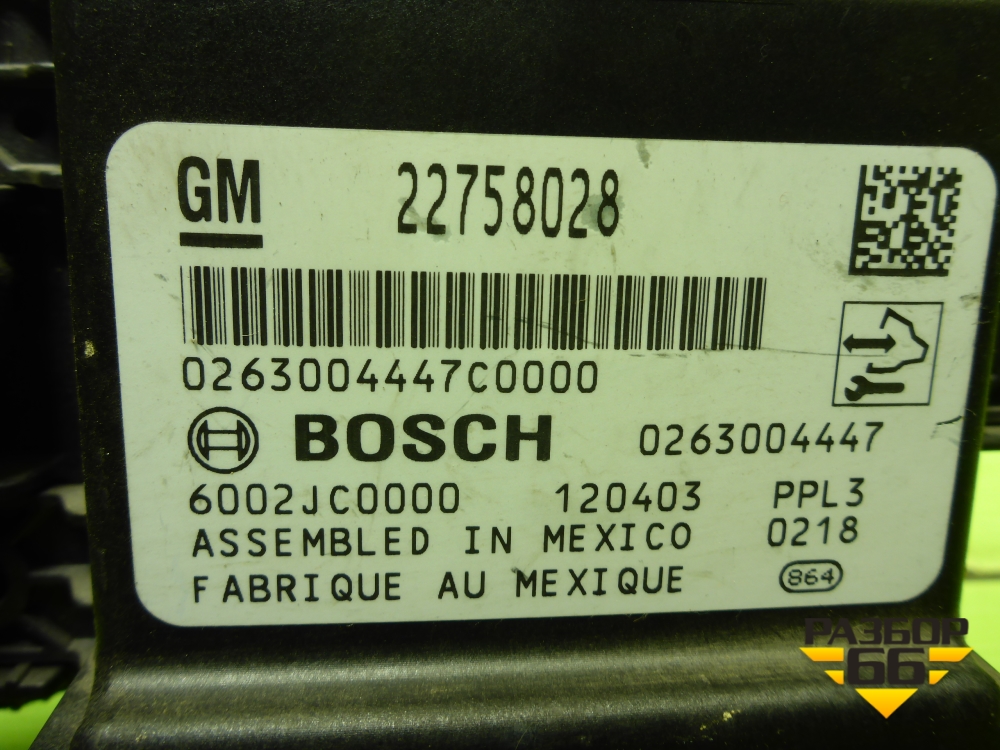 GM 22758028
0263004447C0000
BOSCH 0263004447
6002JC0000 120403 PPL3
ASSEMBLED IN MEXICO 0218
FABRIQUE AU MEXIQUE 864
РАЗБОР
66